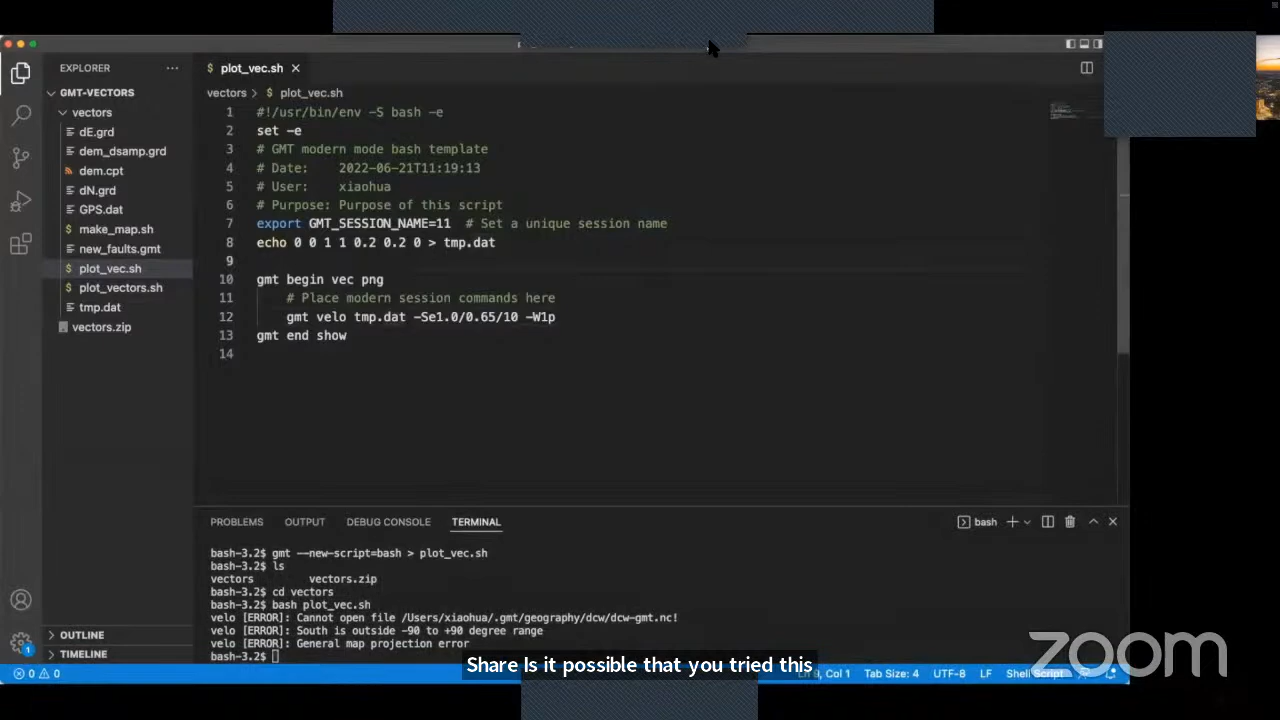 EXPLORER
plot_vec.sh
GMT-VECTORS
vectors
dE.grd
dem_dsamp.grd
dem.cpt
dN.grd
GPS.dat
make_map.sh
new_faults.gmt
plot_vec.sh
plot_vectors.sh
tmp.dat
vectors.zip
OUTLINE
TIMELINE
vectors > $ plot_vec.sh
1 #!/usr/bin/env -S bash -e
2 set -e
3 # GMT modern mode bash template
4 # Date: 2022-06-21T11:19:13
5 # User: xiaohua
6 # Purpose: Purpose of this script
7 export GMT_SESSION_NAME=11 # Set a unique session name
8 echo 0 0 1 1 0.2 0.2 0 > tmp.dat
9
10 gmt begin vec png
11 # Place modern session commands here
12 gmt velo tmp.dat -Se1.0/0.65/10 -W1p
13 gmt end show
14
PROBLEMS OUTPUT DEBUG CONSOLE TERMINAL
bash
bash-3.2$ gmt --new-script=bash > plot_vec.sh
bash-3.2$ ls
vectors vectors.zip
bash-3.2$ cd vectors
bash-3.2$ bash plot_vec.sh
velo [ERROR]: Cannot open file /Users/xiaohua/.gmt/geography/dcw/dcw-gmt.nc!
velo [ERROR]: South is outside -90 to +90 degree range
velo [ERROR]: General map projection error
bash-3.2$
Share Is it possible that you tried this
0 0 Col 1 Tab Size: 4 UTF-8 LF Shell Script
zoom